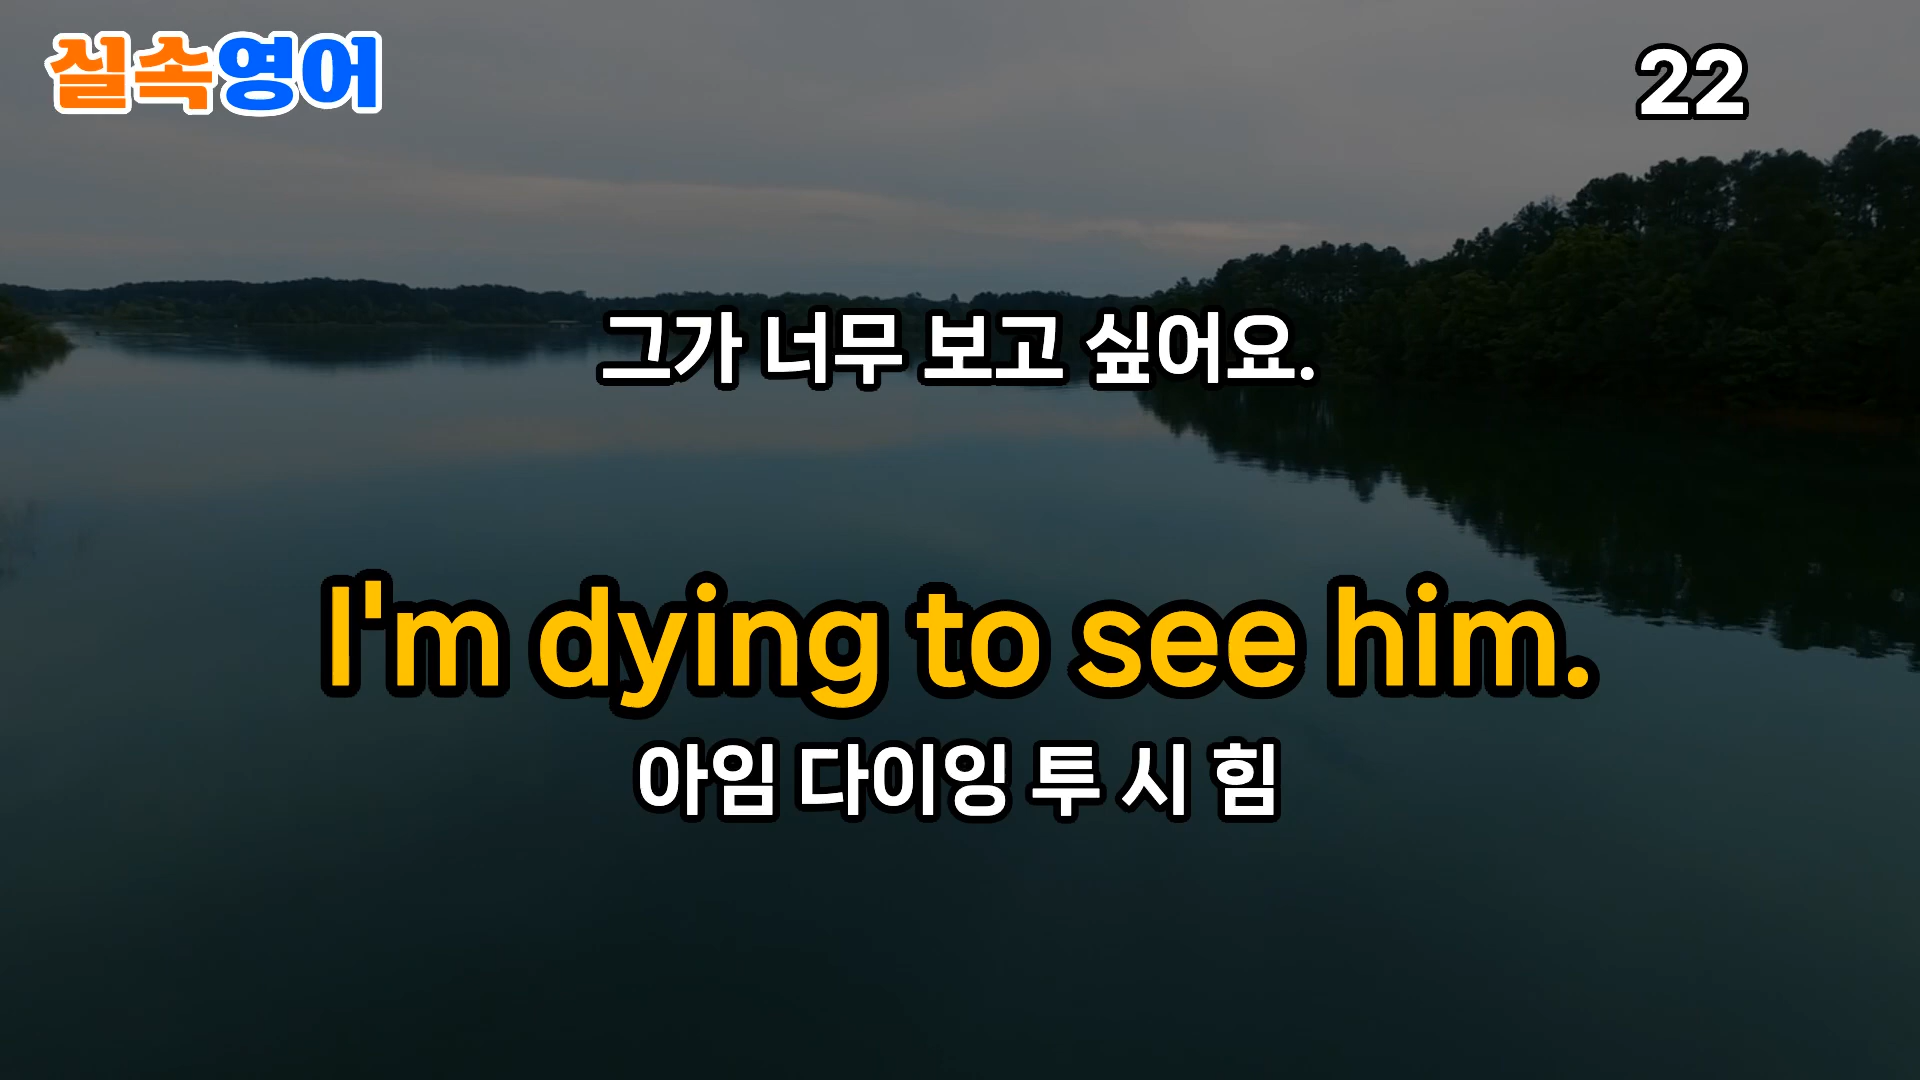 실속영어
22
그가 너무 보고 싶어요.
I'm dying to see him.
아임 다이잉 투 시 힘